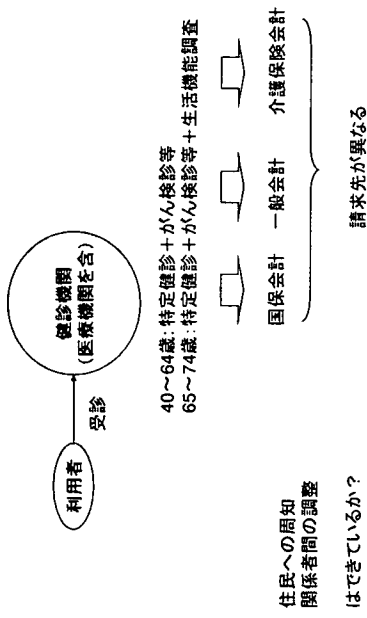 利用者
受診
健診機関
(医療機関を含)
40～64歳:特定健診+がん検診等
65～74歳:特定健診+がん検診等+生活機能調査
国保会計
一般会計
介護保険会計
請求先が異なる
住民への周知
関係者間の調整
はできているか?